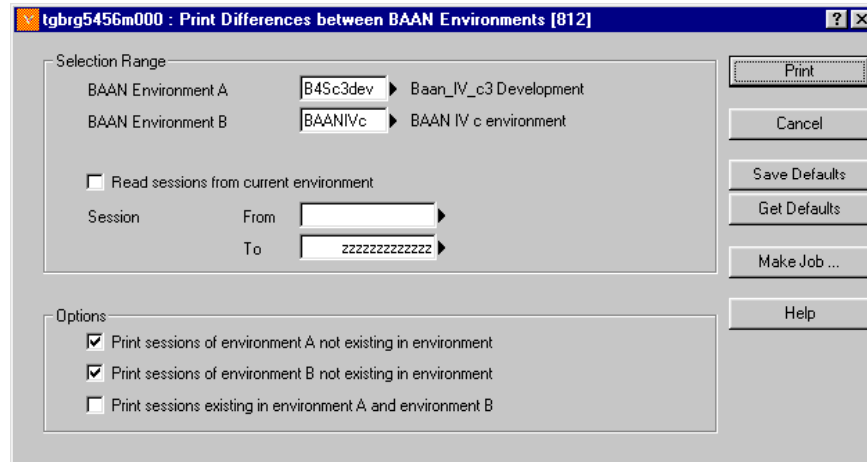 tgbrg5456m000 : Print Differences between BAAN Environments [812]
Selection Range
BAAN Environment A B4Sc3dev Baan_IV_c3 Development
BAAN Environment B BAANIVc BAAN IV c environment
Read sessions from current environment
Session From
To zzzzzzzzzzzzz
Options
Print sessions of environment A not existing in environment
Print sessions of environment B not existing in environment
Print sessions existing in environment A and environment B
Print
Cancel
Save Defaults
Get Defaults
Make Job ...
Help